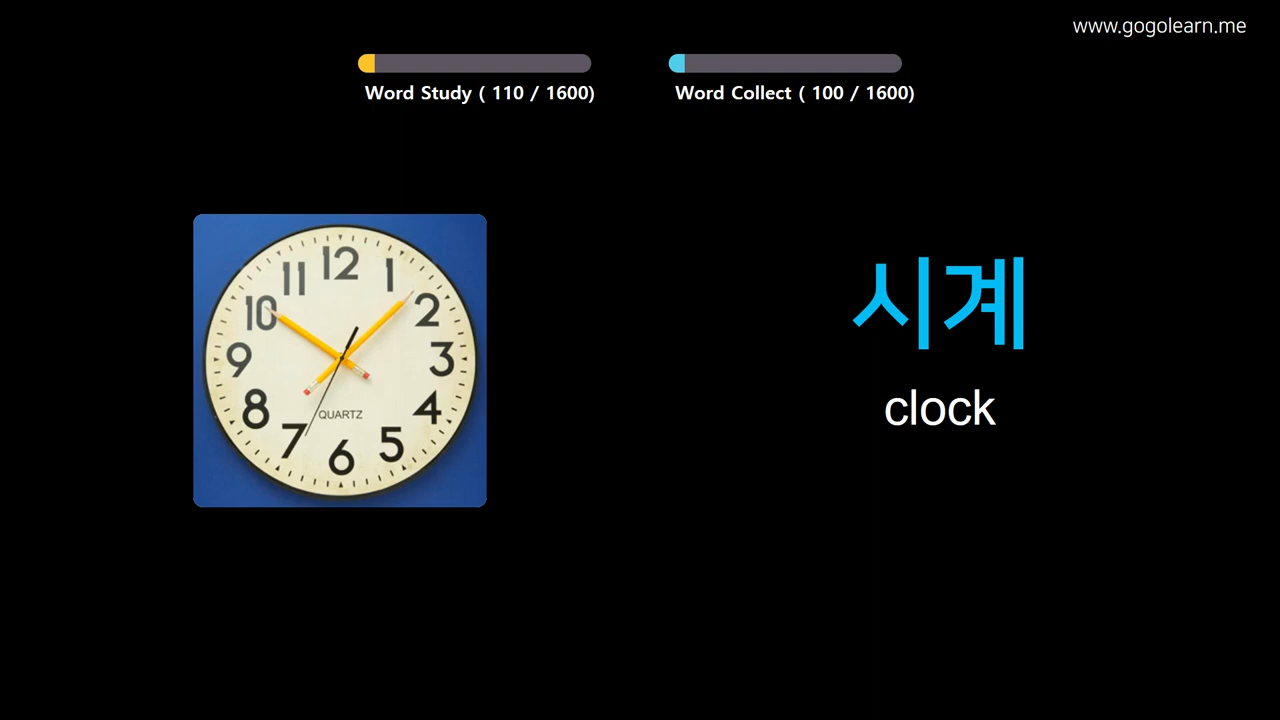 www.gogolearn.me
Word Study ( 110 / 1600)
Word Collect ( 100 / 1600)
12
11
1
10
2
9
3
8
4
7
5
6
QUARTZ
시계
clock